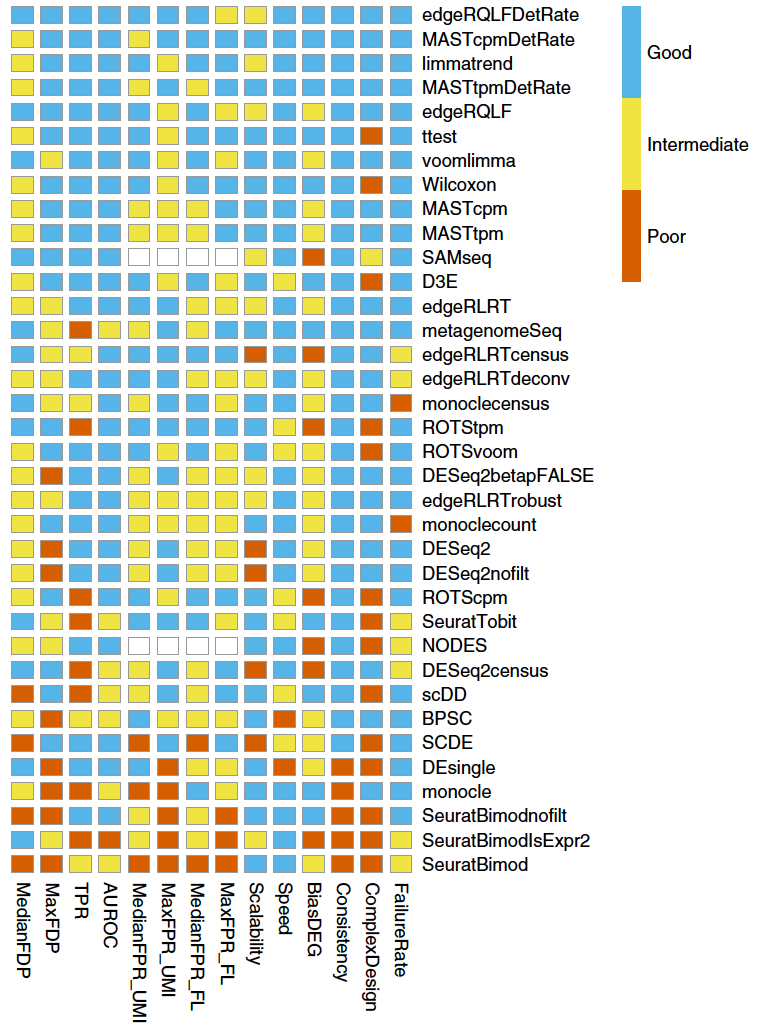 edgeRQLFDetRate
MASTcpmDetRate
limmatrend
MASTtpmDetRate
edgeRQLF
ttest
voomlimma
Wilcoxon
MASTcpm
MASTtpm
SAMseq
D3E
edgeRLRT
metagenomeSeq
edgeRLRTcensus
edgeRLRTdeconv
monoclecensus
ROTStpm
ROTSvoom
DESeq2betapFALSE
edgeRLRTrobust
monoclecount
DESeq2
DESeq2nofilt
ROTScpm
SeuratTobit
NODES
DESeq2census
scDD
BPSC
SCDE
DEsingle
monocle
SeuratBimodnofilt
SeuratBimodIsExpr2
SeuratBimod
MedianFDP
MaxFDP
TPR
AUROC
MedianFPR_UMI
MaxFPR_UMI
MedianFPR_FL
MaxFPR_FL
Scalability
Speed
BiasDEG
Consistency
ComplexDesign
FailureRate
Good
Intermediate
Poor